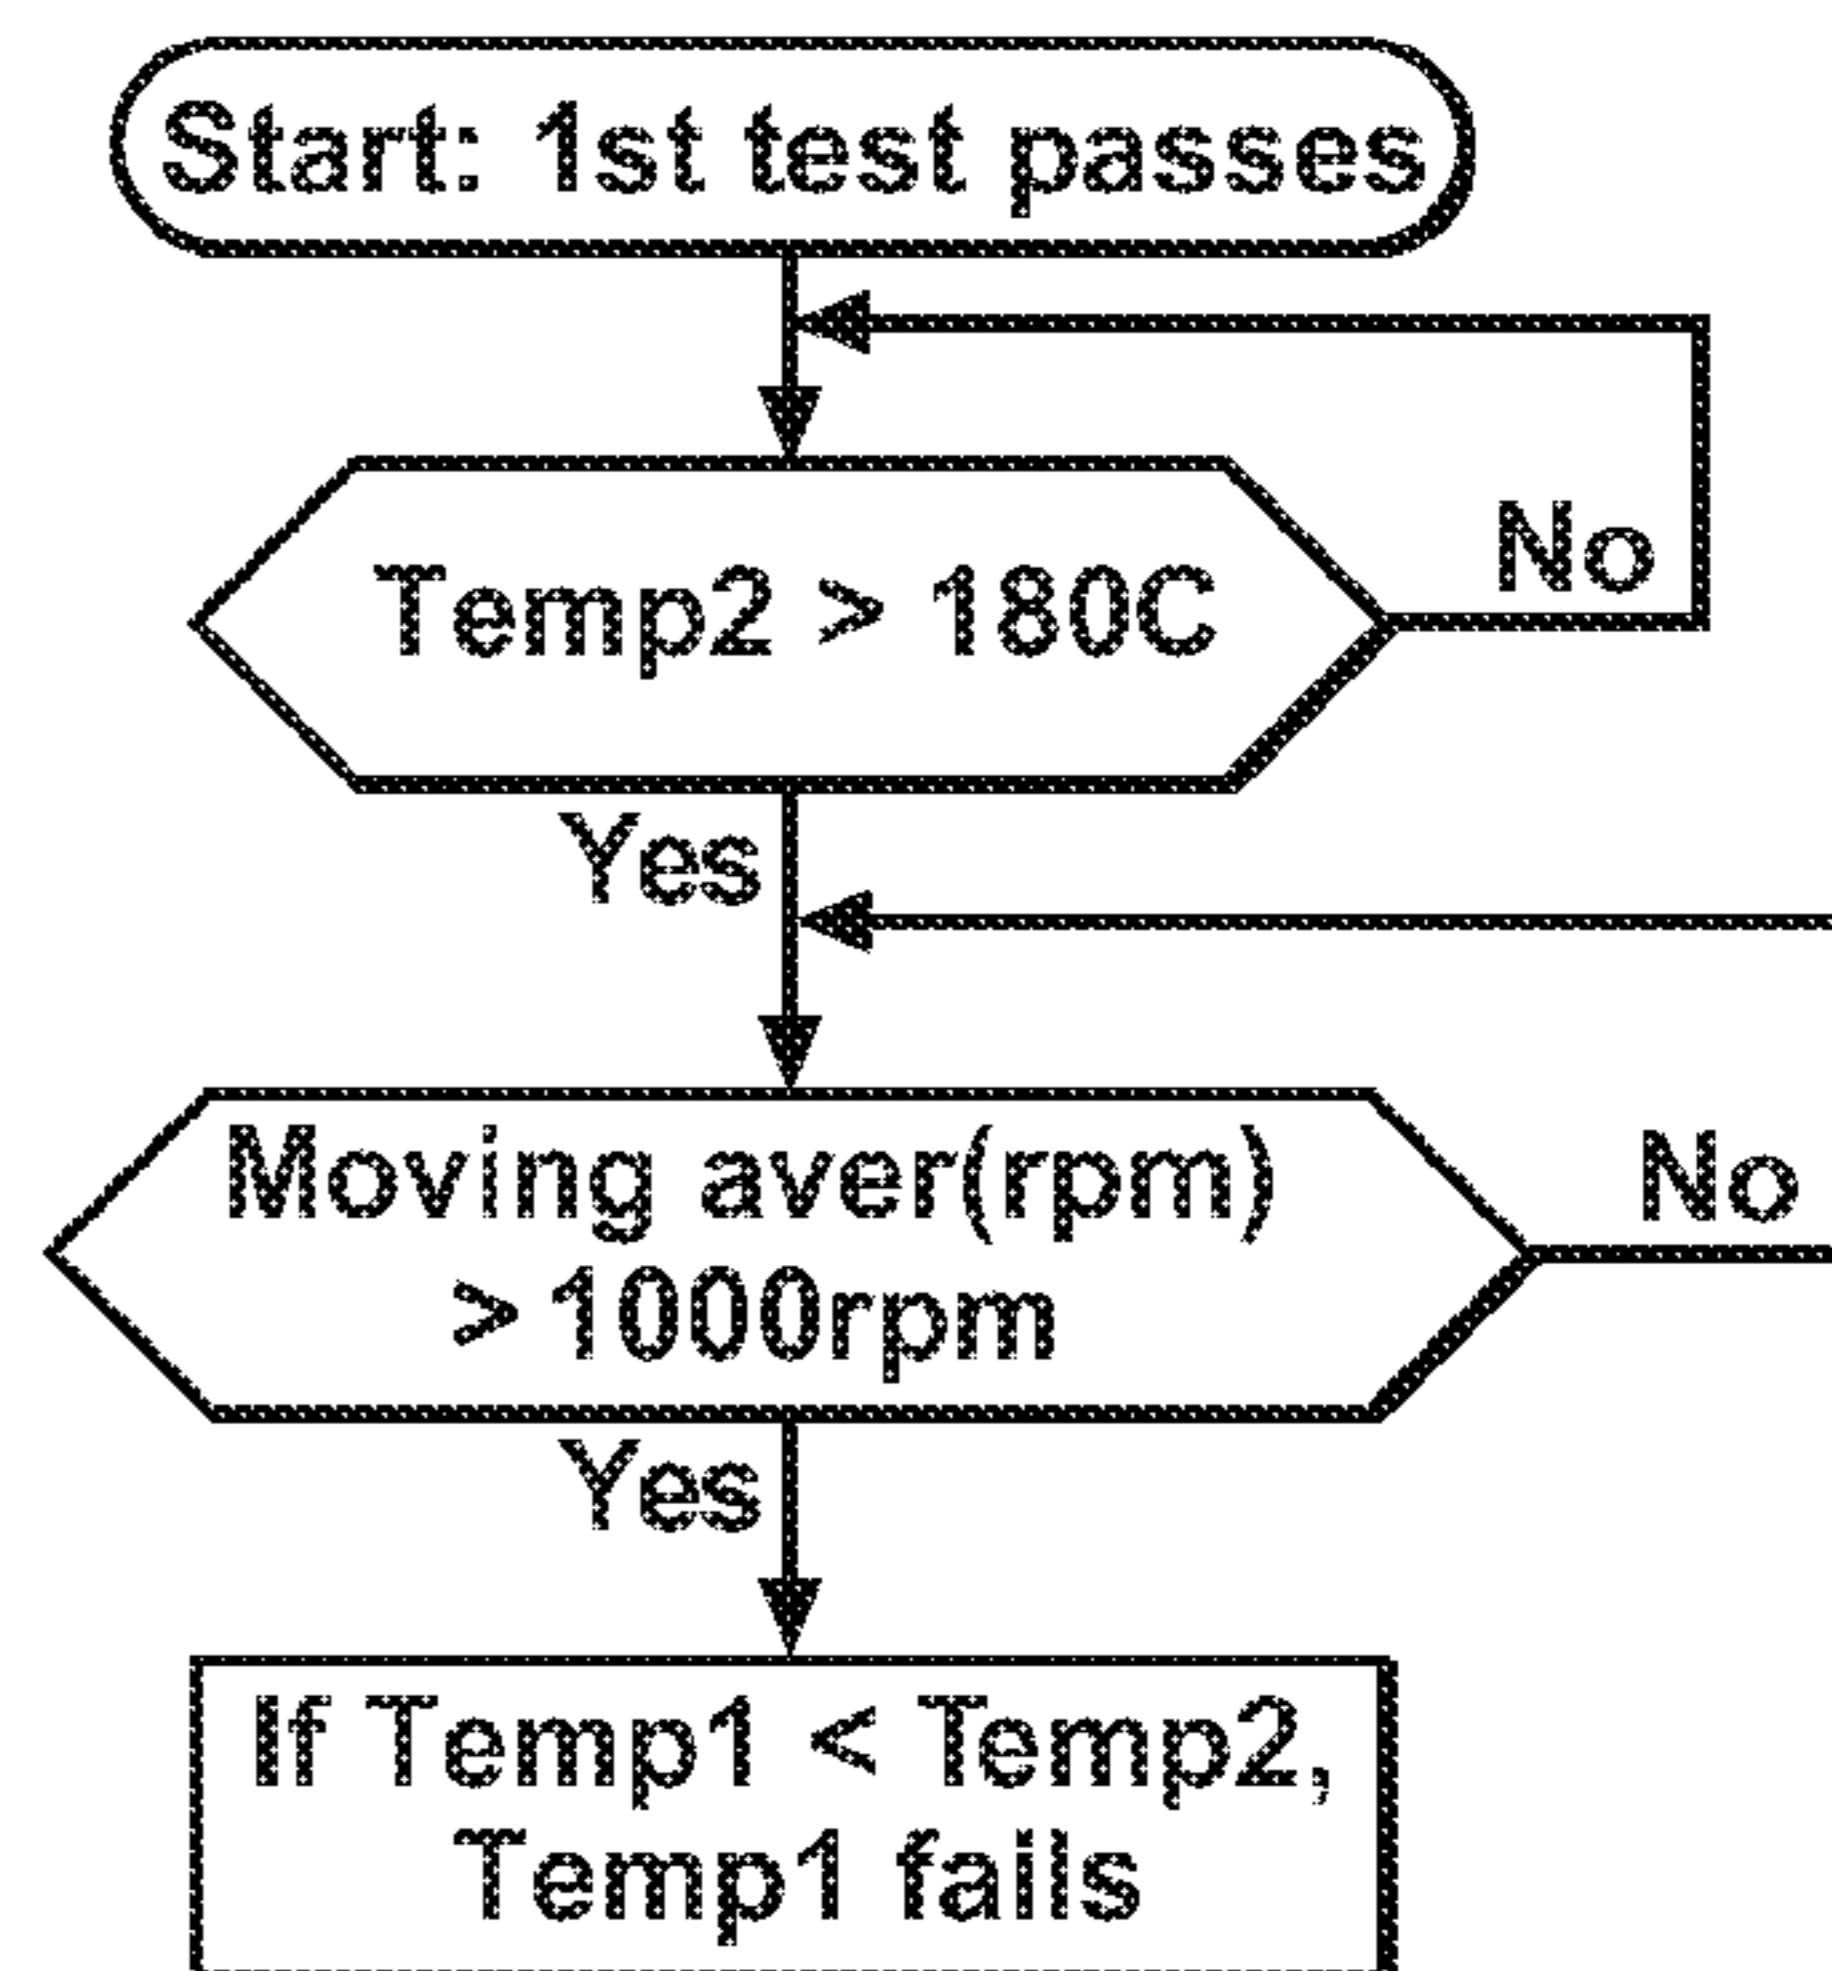 Start: 1st test passes
Temp2 > 180C
No
Yes
Moving aver(rpm)
> 1000rpm
No
Yes
If Temp1 < Temp2,
Temp1 fails